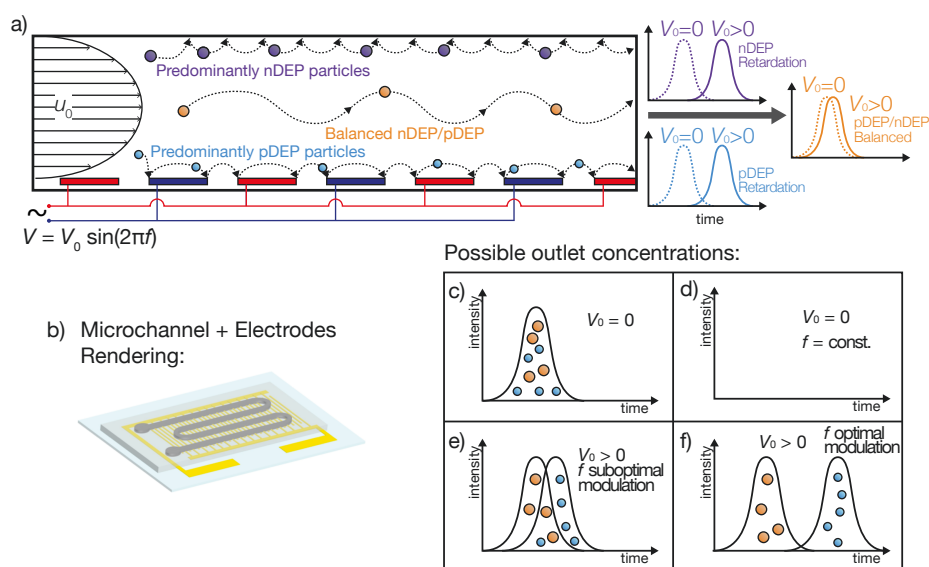 a)
u0
Predominantly nDEP particles
Balanced nDEP/pDEP
Predominantly pDEP particles
~
V = V0 sin(2πf)
V0=0 V0>0
nDEP
Retardation
V0=0 V0>0
pDEP
Retardation
time
V0=0
V0>0
pDEP/nDEP
Balanced
b) Microchannel + Electrodes
Rendering:
Possible outlet concentrations:
c)
intensity
V0 = 0
time
d)
intensity
V0 = 0
f = const.
time
e)
intensity
V0 > 0
f suboptimal
modulation
time
f)
intensity
V0 > 0
f optimal
modulation
time